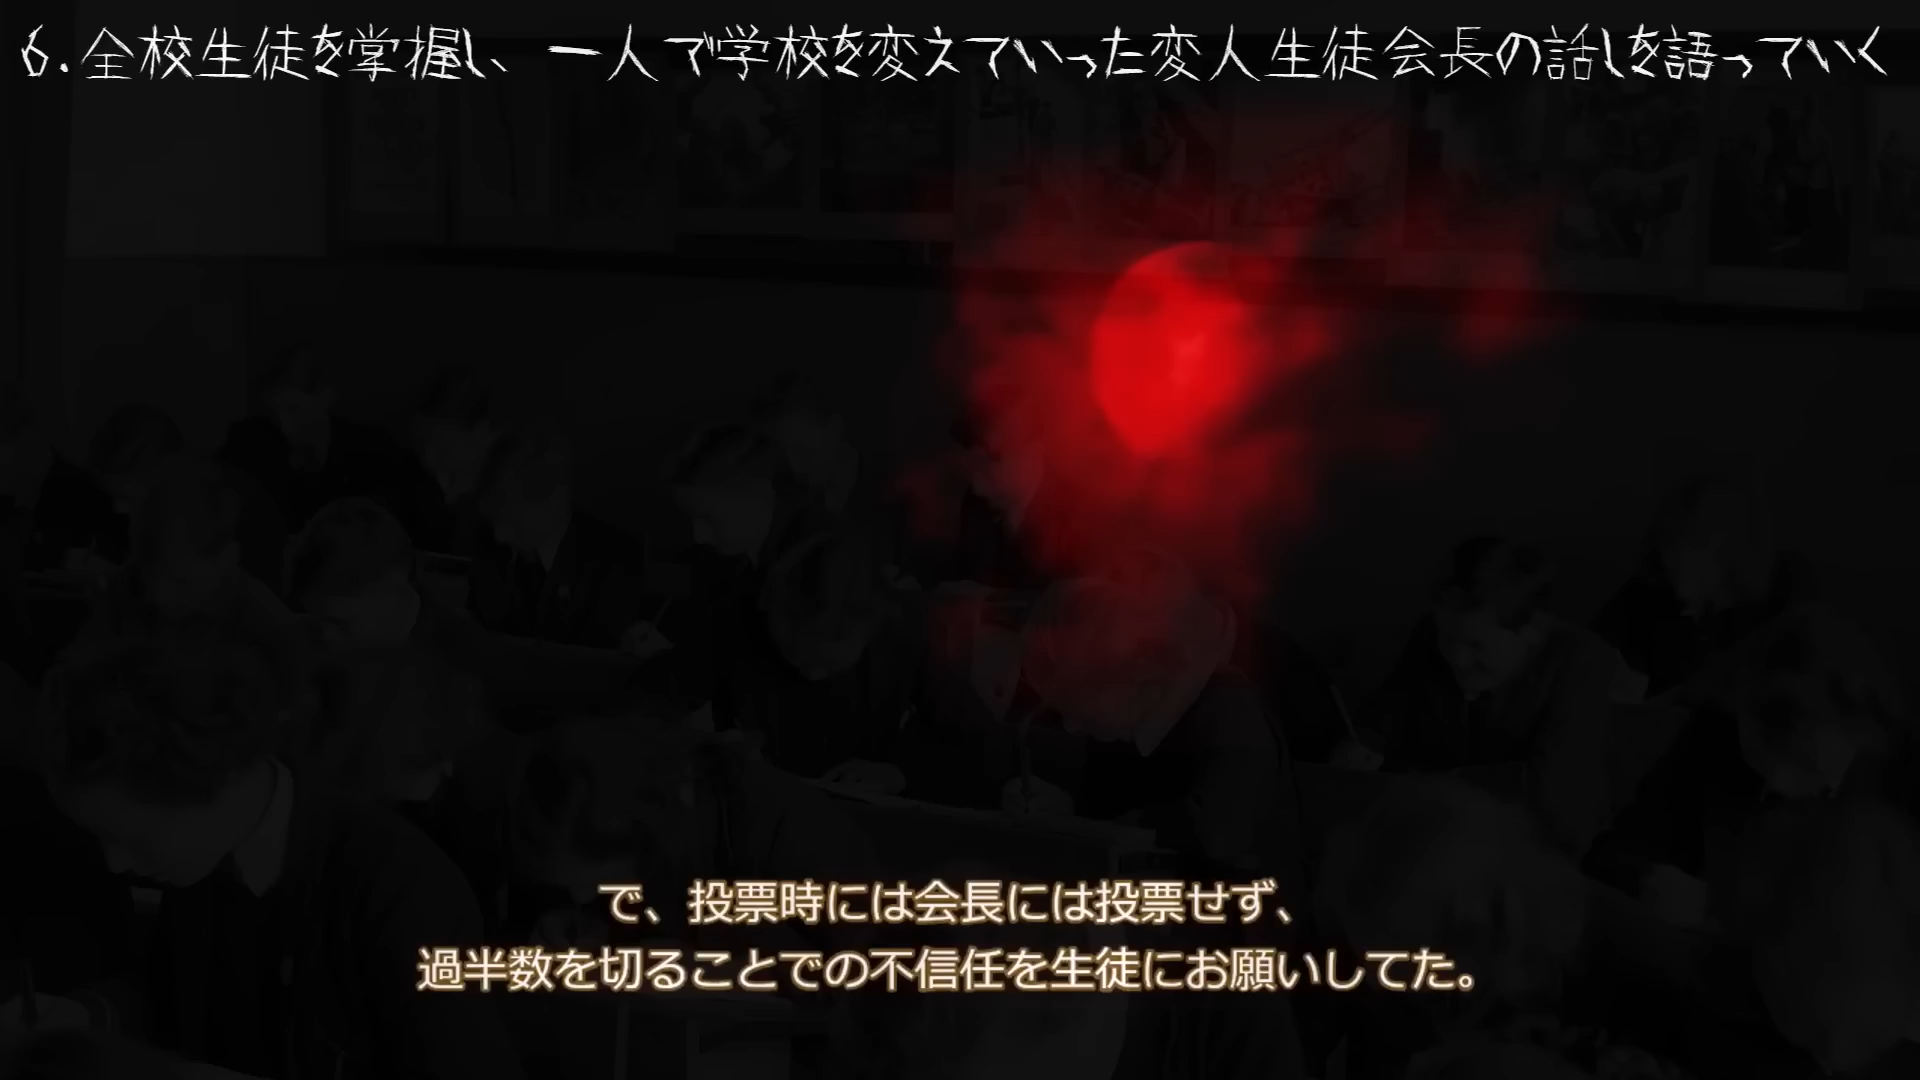 6.全校生徒を掌握し、一人で学校を変えていった変人生徒会長の話しを語っていく
で、投票時には会長には投票せず、
過半数を切ることでの不信任を生徒にお願いしてた。